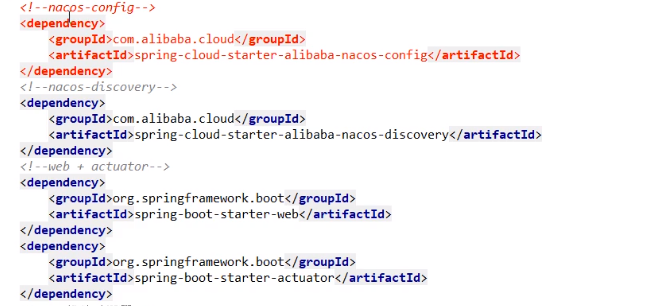 <!--nacos-config-->
<dependency>
<groupId>com.alibaba.cloud</groupId>
<artifactId>spring-cloud-starter-alibaba-nacos-config</artifactId>
</dependency>
<!--nacos-discovery-->
<dependency>
<groupId>com.alibaba.cloud</groupId>
<artifactId>spring-cloud-starter-alibaba-nacos-discovery</artifactId>
</dependency>
<!--web + actuator-->
<dependency>
<groupId>org.springframework.boot</groupId>
<artifactId>spring-boot-starter-web</artifactId>
</dependency>
<dependency>
<groupId>org.springframework.boot</groupId>
<artifactId>spring-boot-starter-actuator</artifactId>
</dependency>